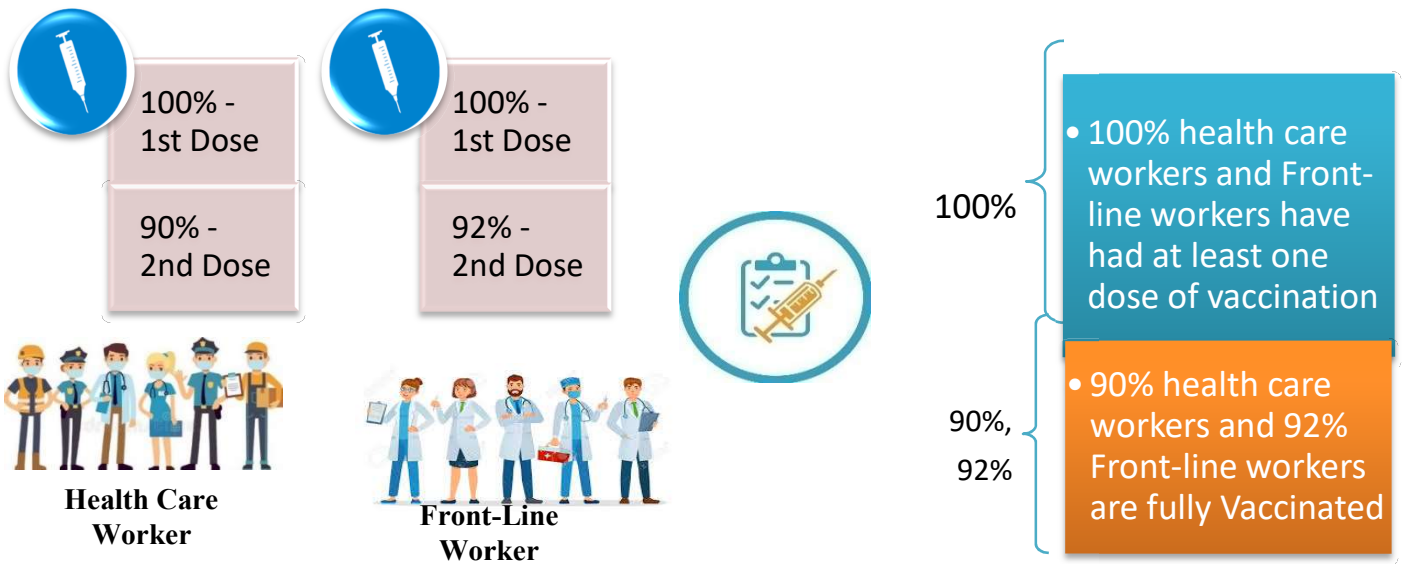 100% -
1st Dose
90% -
2nd Dose
Health Care
Worker
100% -
1st Dose
92% -
2nd Dose
Front-Line
Worker
100%
• 100% health care
workers and Front-
line workers have
had at least one
dose of vaccination
90%,
92%
• 90% health care
workers and 92%
Front-line workers
are fully Vaccinated